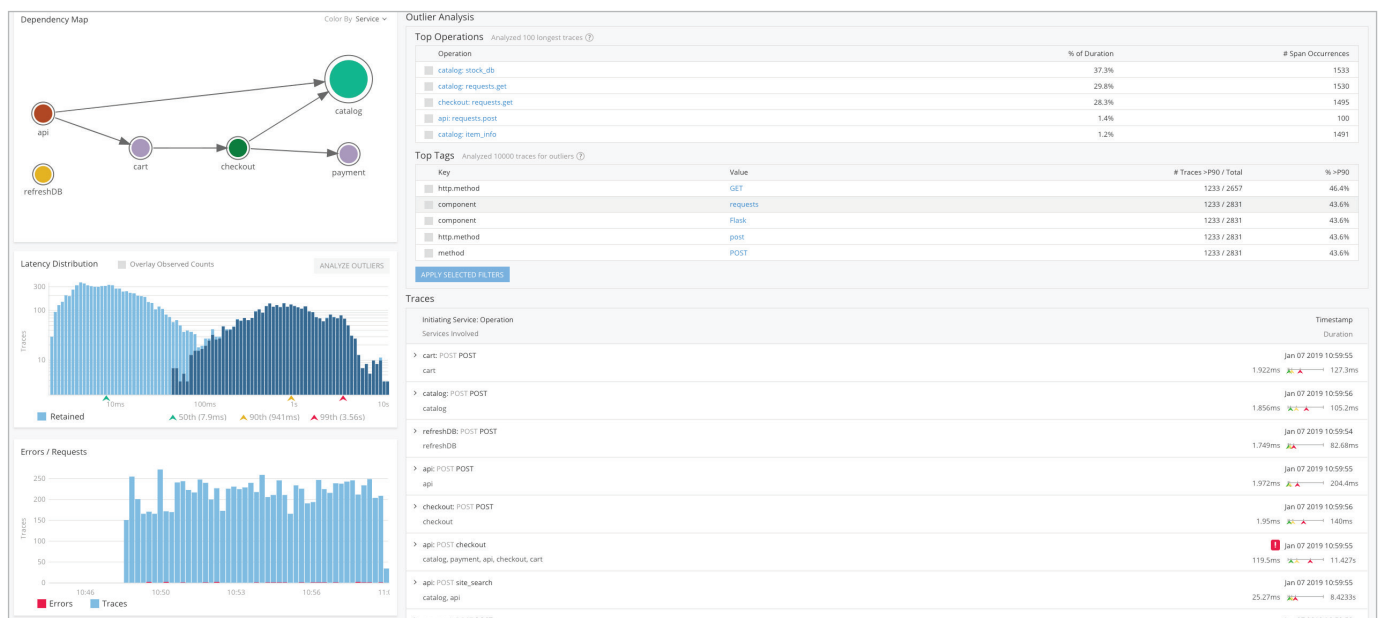 Dependency Map
Color By Service
api
catalog
cart
checkout
payment
refreshDB
Latency Distribution
Overlay Observed Counts
ANALYZE OUTLIERS
Traces
300
100
10
10ms 100ms 1s 10s
Retained
50th (7.9ms) 90th (941ms) 99th (3.56s)
Errors / Requests
Traces
250
200
150
100
50
0
10:46 10:50 10:53 10:56
Errors Traces
Outlier Analysis
Top Operations Analyzed 100 longest traces ?
Operation % of Duration # Span Occurrences
catalog: stock_db 37.3% 1533
catalog: requests.get 29.8% 1530
checkout: requests.get 28.3% 1495
api: requests.post 1.4% 100
catalog: item_info 1.2% 1491
Top Tags Analyzed 10000 traces for outliers ?
Key Value # Traces >P90 / Total % >P90
http.method GET 1233 / 2657 46.4%
component requests 1233 / 2831 43.6%
component Flask 1233 / 2831 43.6%
http.method post 1233 / 2831 43.6%
method POST 1233 / 2831 43.6%
APPLY SELECTED FILTERS
Traces
Initiating Service: Operation Timestamp
Services Involved Duration
> cart: POST POST Jan 07 2019 10:59:55
cart 1.922ms 127.3ms
> catalog: POST POST Jan 07 2019 10:59:56
catalog 1.856ms 105.2ms
> refreshDB: POST POST Jan 07 2019 10:59:54
refreshDB 1.749ms 82.68ms
> api: POST POST Jan 07 2019 10:59:55
api 1.972ms 204.4ms
> checkout: POST POST Jan 07 2019 10:59:56
checkout 1.95ms 140ms
> api: POST checkout ! Jan 07 2019 10:59:55
catalog, payment, api, checkout, cart 119.5ms 11.427s
> api: POST site_search Jan 07 2019 10:59:55
catalog, api 25.27ms 8.4233s